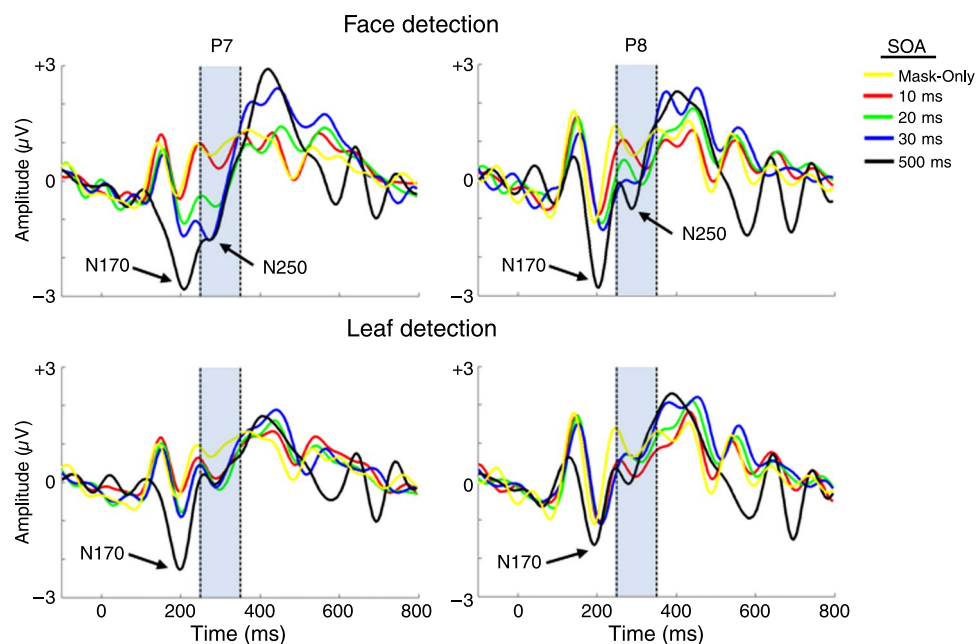 Face detection
P7
P8
SOA
Mask-Only
10 ms
20 ms
30 ms
500 ms
+3
0
−3
Amplitude (µV)
N170
N250
+3
0
−3
N170
N250
Leaf detection
+3
0
−3
Amplitude (µV)
N170
0 200 400 600 800
Time (ms)
+3
0
−3
N170
0 200 400 600 800
Time (ms)